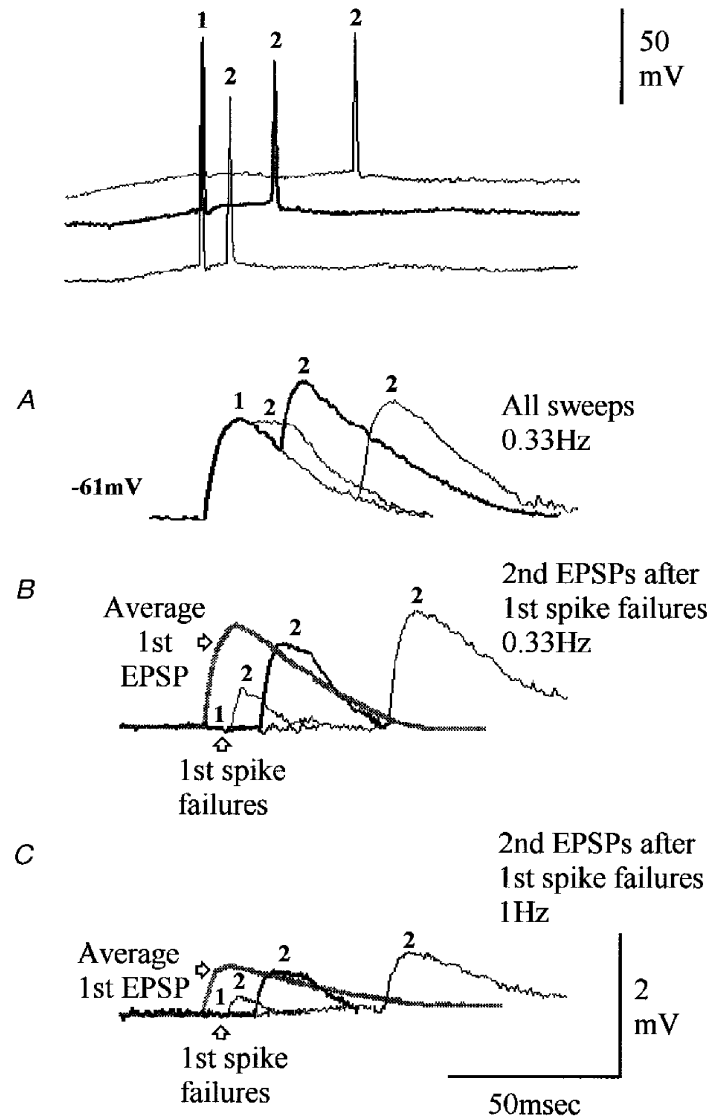 1
2
2
2
50
mV
A
1
2
2
2
All sweeps
0.33Hz
-61mV
B
2nd EPSPs after
1st spike failures
0.33Hz
Average
1st
EPSP
1
2
2
2
1st spike
failures
C
2nd EPSPs after
1st spike failures
1Hz
Average
1st EPSP
1
2
2
2
1st spike
failures
2
mV
50msec